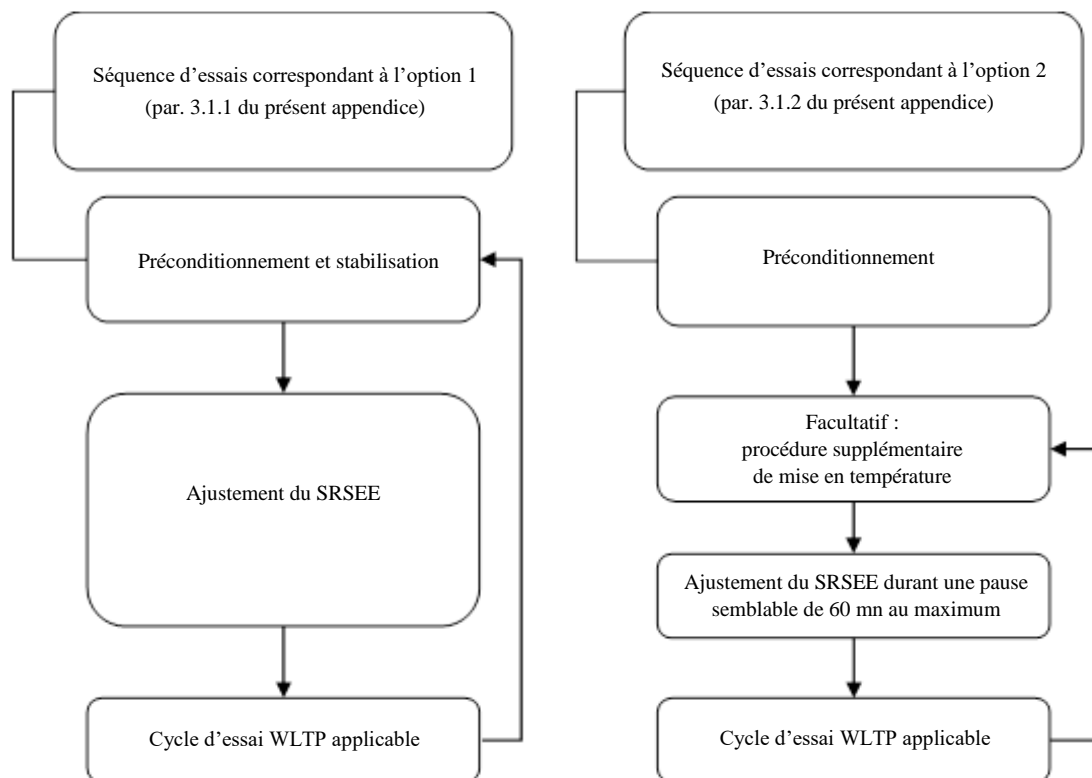 Séquence d'essais correspondant à l'option 1
(par. 3.1.1 du présent appendice)
Préconditionnement et stabilisation
Ajustement du SRSEE
Cycle d'essai WLTP applicable
Séquence d'essais correspondant à l'option 2
(par. 3.1.2 du présent appendice)
Préconditionnement
Facultatif :
procédure supplémentaire
de mise en température
Ajustement du SRSEE durant une pause
semblable de 60 mn au maximum
Cycle d'essai WLTP applicable